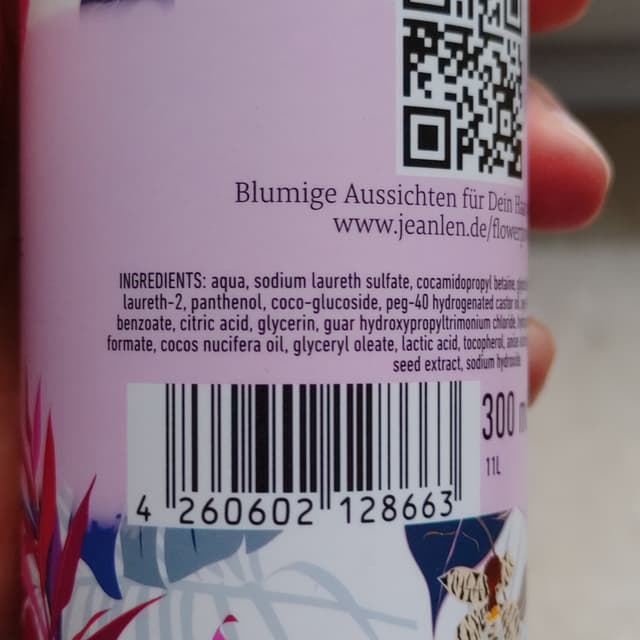 Blumige Aussichten für Dein
www.jeanlen.de/flower
INGREDIENTS: aqua, sodium laureth sulfate, cocamidopropyl betaine,
laureth-2, panthenol, coco-glucoside, peg-40 hydrogenated castor oil,
benzoate, citric acid, glycerin, guar hydroxypropyltrimonium chloride,
formate, cocos nucifera oil, glyceryl oleate, lactic acid, tocopherol,
seed extract, sodium hydroxide
300
11L
4 260602 128663